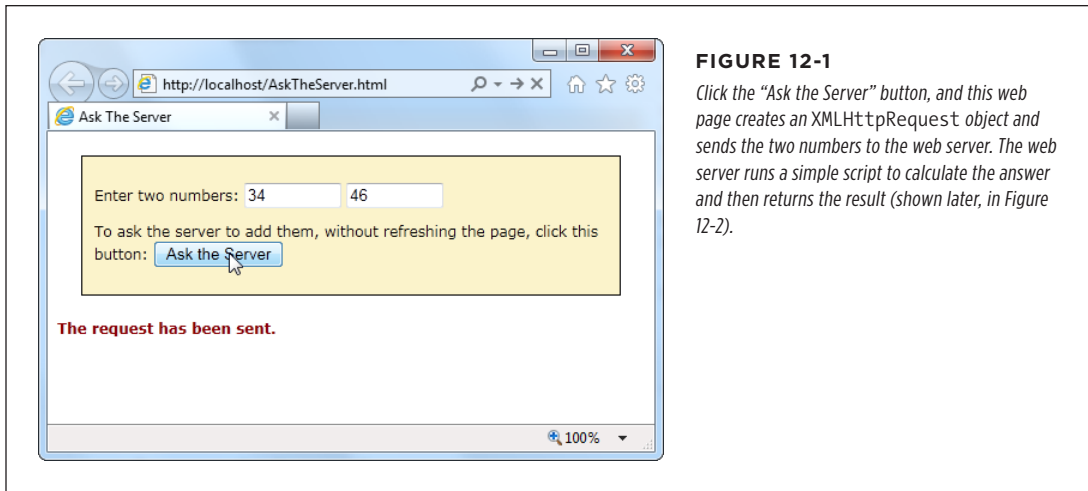 http://localhost/AskTheServer.html
Ask The Server
Enter two numbers: 34 46
To ask the server to add them, without refreshing the page, click this
button: Ask the Server
The request has been sent.
100%
FIGURE 12-1
Click the “Ask the Server” button, and this web
page creates an XMLHttpRequest object and
sends the two numbers to the web server. The web
server runs a simple script to calculate the answer
and then returns the result (shown later, in Figure
12-2).